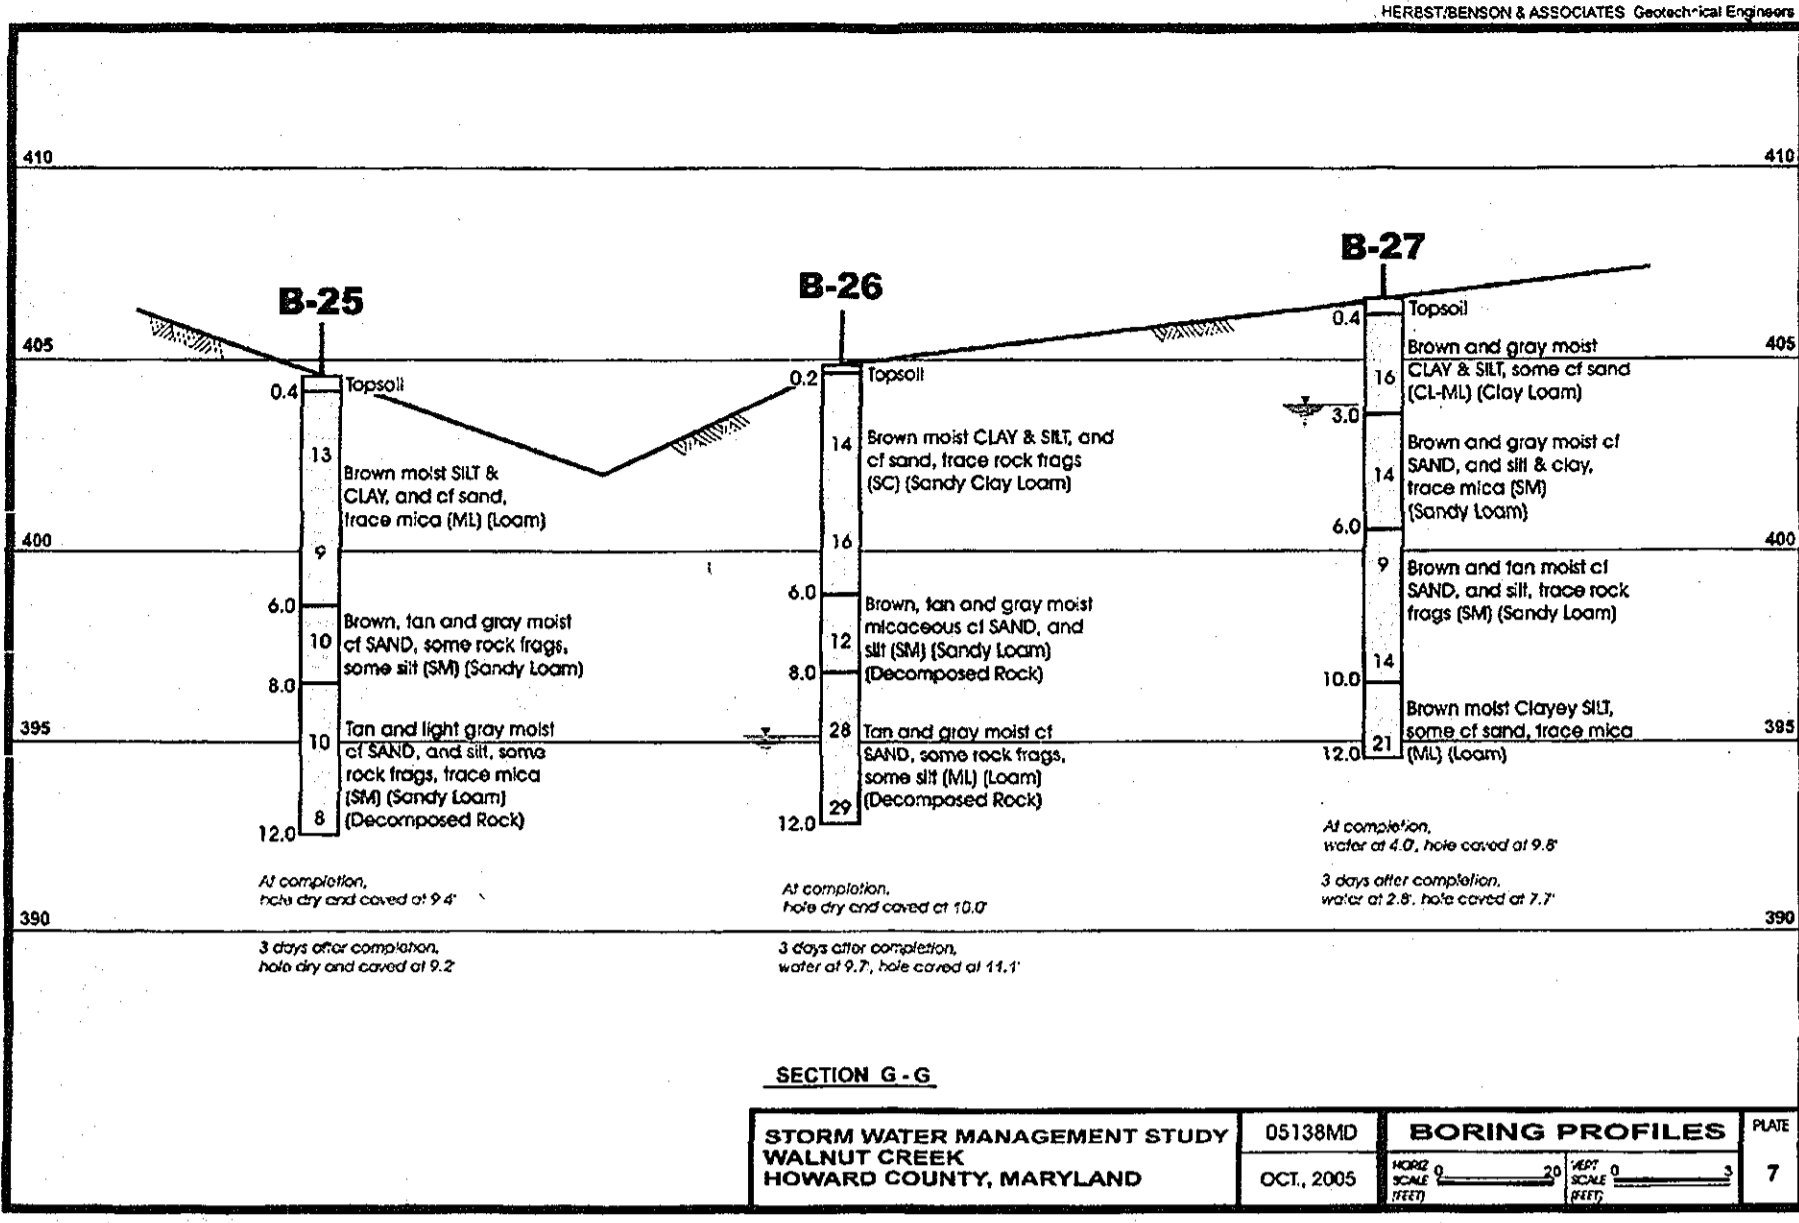 HERBST/BENSON & ASSOCIATES Geotechnical Engineers
410
410
405
405
400
400
395
395
390
390
B-25
0.4
Topsoil
13
Brown moist SILT &
CLAY, and cf sand,
trace mica (ML) (Loam)
9
6.0
Brown, tan and gray moist
cf SAND, some rock frags,
some silt (SM) (Sandy Loam)
10
8.0
Tan and light gray moist
cf SAND, and silt, some
rock frags, trace mica
(SM) (Sandy Loam)
(Decomposed Rock)
10
8
12.0
At completion,
hole dry and caved at 9.4'
3 days after completion,
hole dry and caved at 9.2'
B-26
0.2
Topsoil
14
Brown moist CLAY & SILT, and
cf sand, trace rock frags
(SC) (Sandy Clay Loam)
16
6.0
Brown, tan and gray moist
micaceous cf SAND, and
silt (SM) (Sandy Loam)
(Decomposed Rock)
12
8.0
28
Tan and gray moist cf
SAND, some rock frags,
some silt (ML) (Loam)
(Decomposed Rock)
29
12.0
At completion,
hole dry and caved at 10.0'
3 days after completion,
water at 9.7', hole caved at 11.1'
B-27
0.4
Topsoil
Brown and gray moist
CLAY & SILT, some cf sand
(CL-ML) (Clay Loam)
16
3.0
Brown and gray moist cf
SAND, and silt & clay,
trace mica (SM)
(Sandy Loam)
14
6.0
9
Brown and tan moist cf
SAND, and silt, trace rock
frags (SM) (Sandy Loam)
14
10.0
Brown moist Clayey SILT,
some cf sand, trace mica
(ML) (Loam)
21
12.0
At completion,
water at 4.0', hole caved at 9.8'
3 days after completion,
water at 2.8', hole caved at 7.7'
SECTION G - G
STORM WATER MANAGEMENT STUDY
WALNUT CREEK
HOWARD COUNTY, MARYLAND
05138MD
OCT., 2005
BORING PROFILES
HORIZ
SCALE
(FEET)
0 20
VERT
SCALE
(FEET)
0 3
PLATE
7